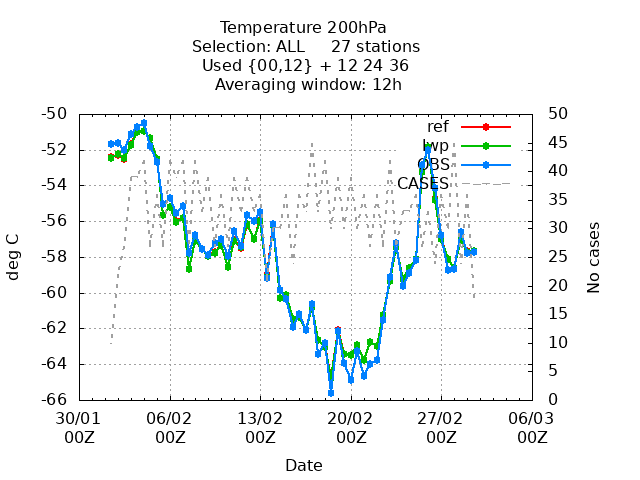 Temperature 200hPa
Selection: ALL     27 stations
Used {00,12} + 12 24 36
Averaging window: 12h
deg C
-50
-52
-54
-56
-58
-60
-62
-64
-66
ref
lwp
OBS
CASES
50
45
40
35
30
25
20
15
10
5
0
No cases
30/01 06/02 13/02 20/02 27/02 06/03
00Z 00Z 00Z 00Z 00Z 00Z
Date